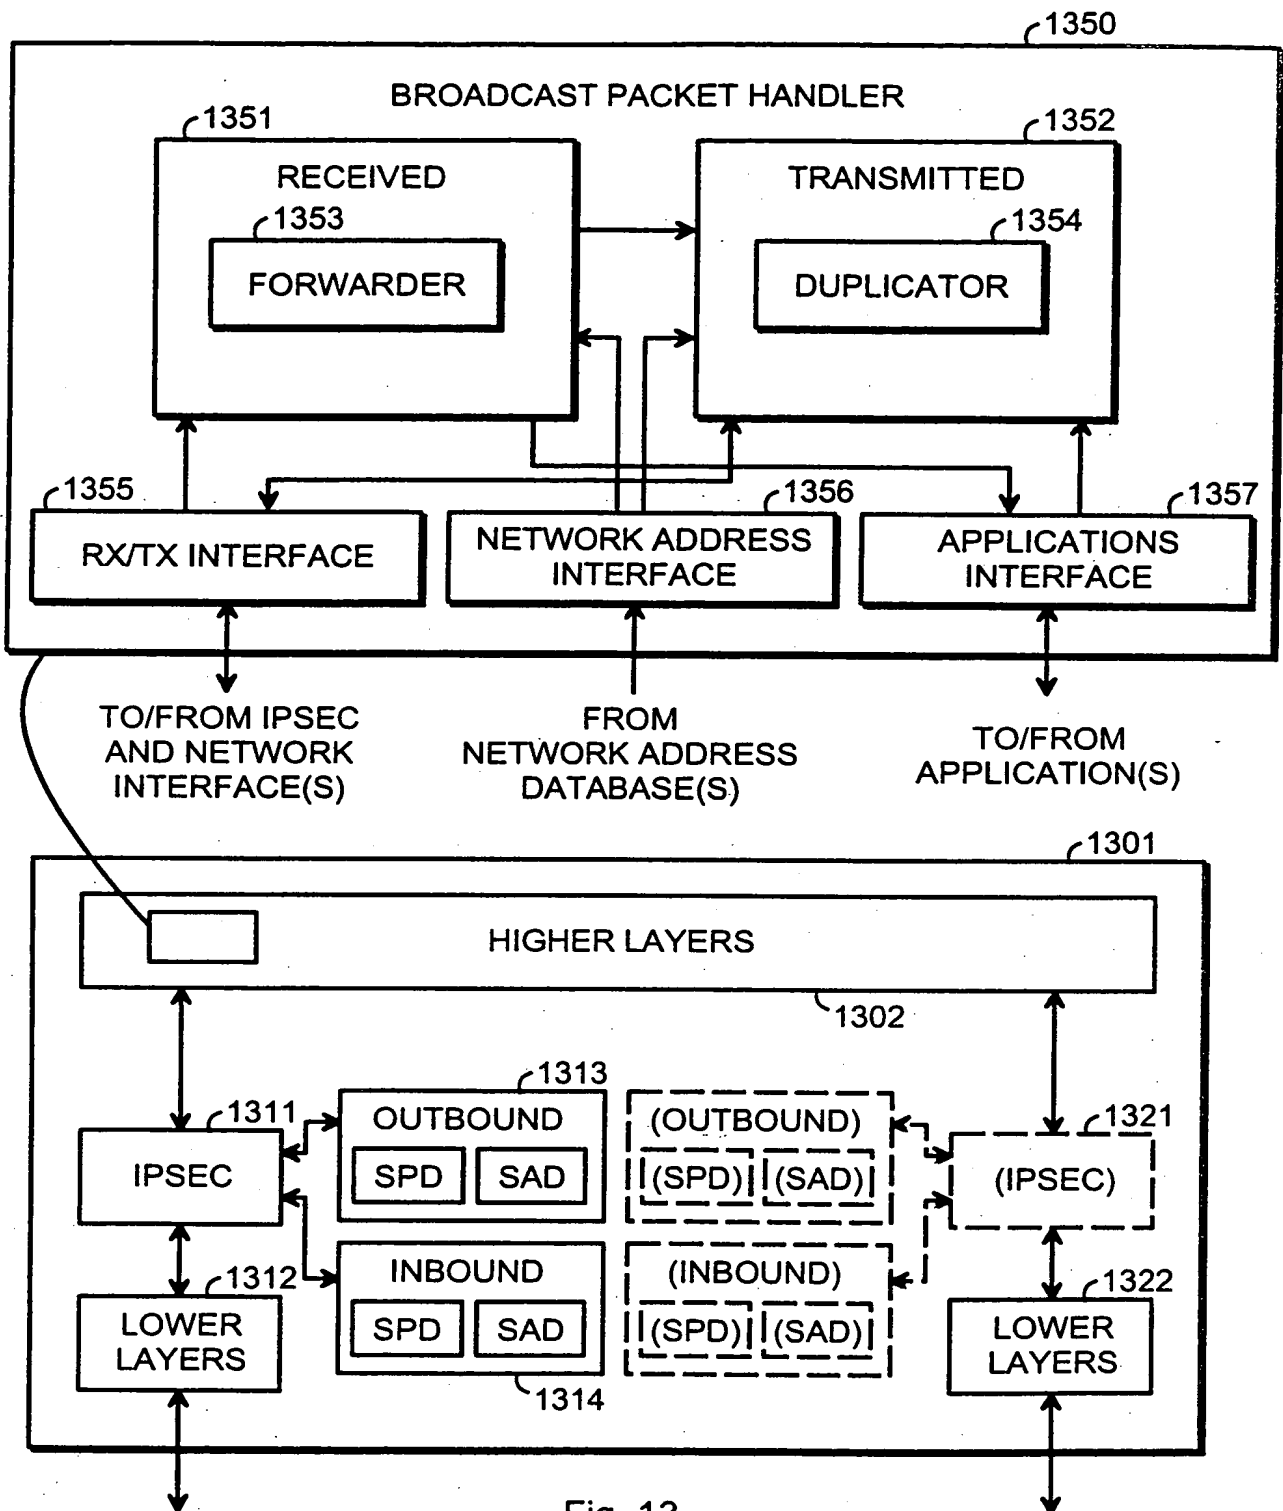 1350
BROADCAST PACKET HANDLER
1351
1352
RECEIVED
TRANSMITTED
1353
1354
FORWARDER
DUPLICATOR
1355
1356
1357
RX/TX INTERFACE
NETWORK ADDRESS
INTERFACE
APPLICATIONS
INTERFACE
TO/FROM IPSEC
AND NETWORK
INTERFACE(S)
FROM
NETWORK ADDRESS
DATABASE(S)
TO/FROM
APPLICATION(S)
1301
HIGHER LAYERS
1302
1313
1311
OUTBOUND
(OUTBOUND)
1321
IPSEC
SPD
SAD
(SPD)
(SAD)
(IPSEC)
1312
INBOUND
(INBOUND)
1322
LOWER
LAYERS
SPD
SAD
(SPD)
(SAD)
LOWER
LAYERS
1314